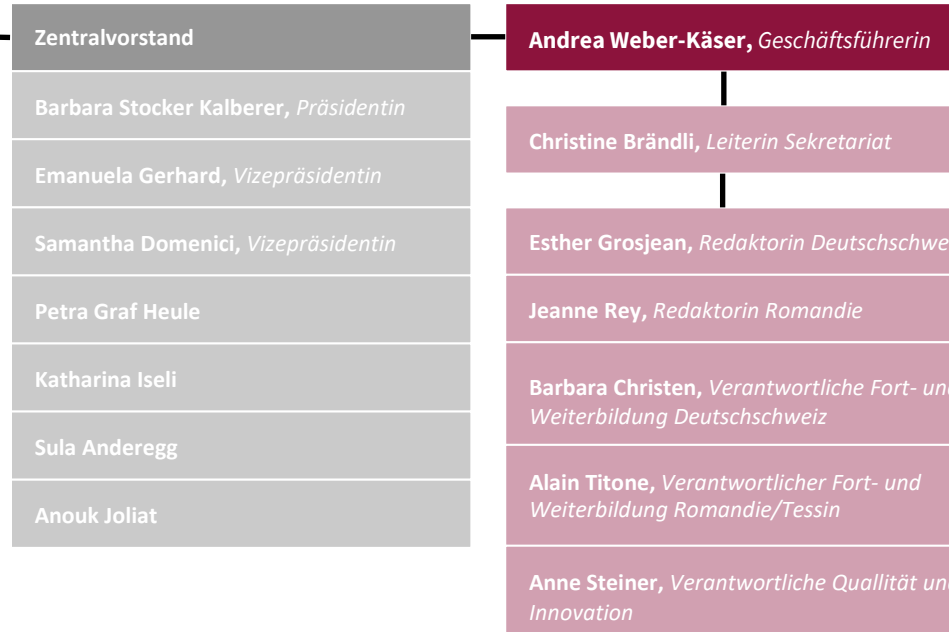 Zentralvorstand
Barbara Stocker Kalberer, Präsidentin
Emanuela Gerhard, Vizepräsidentin
Samantha Domenici, Vizepräsidentin
Petra Graf Heule
Katharina Iseli
Sula Anderegg
Anouk Joliat
Andrea Weber-Käser, Geschäftsführerin
Christine Brändli, Leiterin Sekretariat
Esther Grosjean, Redaktorin
Jeanne Rey, Redaktorin Romandie
Barbara Christen, Verantwortliche Fort-
Weiterbildung Deutschschweiz
Alain Titone, Verantwortlicher Fort- und
Weiterbildung Romandie/Tessin
Anne Steiner, Verantwortliche Quallität
Innovation